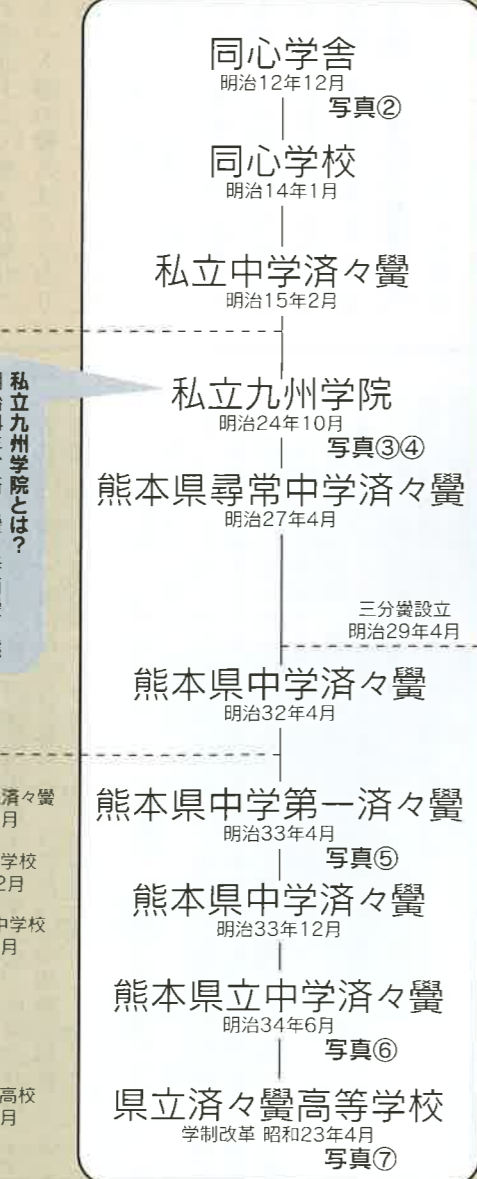 同心学舎
明治12年12月
写真②
同心学校
明治14年1月
私立中学済々黌
明治15年2月
私立九州学院
明治24年10月
写真③④
熊本県尋常中学済々黌
明治27年4月
三分黌設立
明治29年4月
熊本県中学済々黌
明治32年4月
熊本県中学第一済々黌
明治33年4月
写真⑤
熊本県中学済々黌
明治33年12月
熊本県立中学済々黌
明治34年6月
写真⑥
県立済々黌高等学校
学制改革 昭和23年4月
写真⑦
私立九州学院とは?
済々黌
月
学校
2月
中学校
月
高校
月